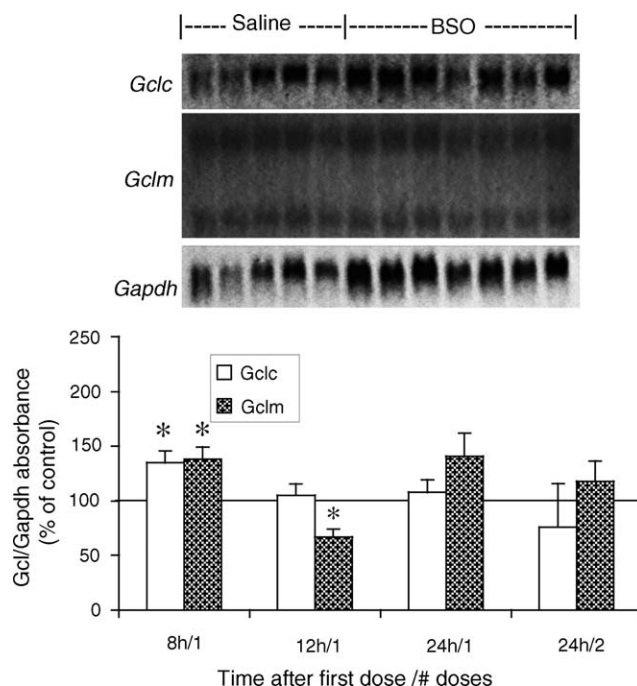 |----- Saline -----|-------- BSO --------|
Gclc
Gclm
Gapdh
250
200
150
100
50
0
Gcl/Gapdh absorbance
(% of control)
Gclc
Gclm
* *
*
8h/1 12h/1 24h/1 24h/2
Time after first dose /# doses